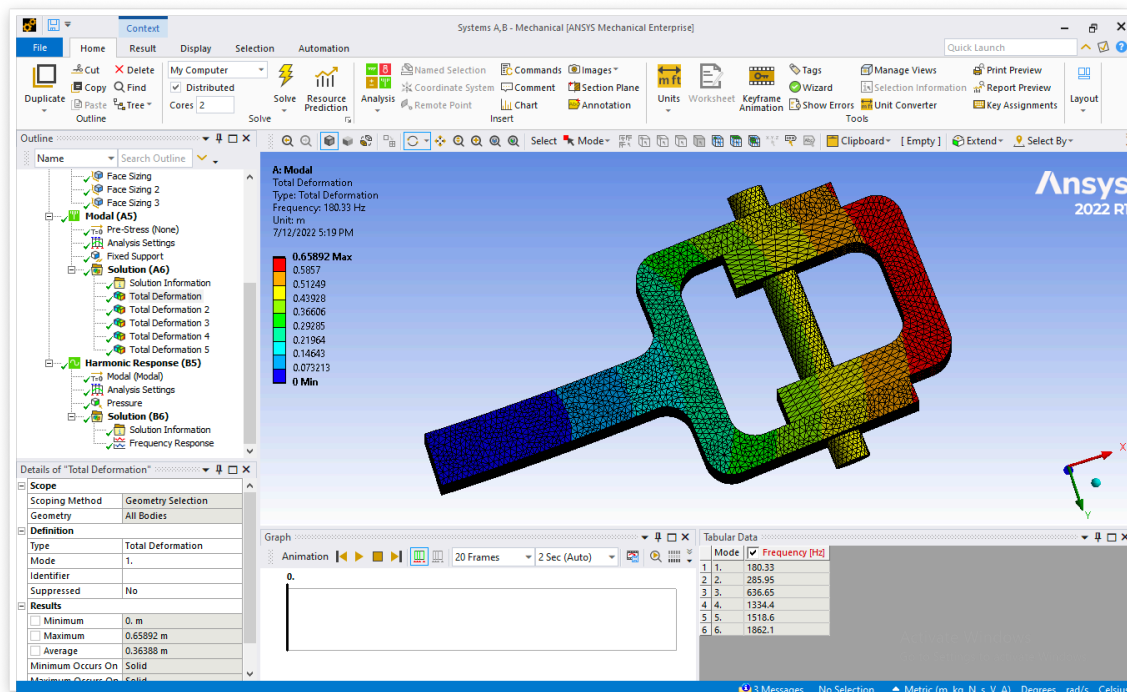 Context
Systems A,B - Mechanical [ANSYS Mechanical Enterprise]
File Home Result Display Selection Automation
Quick Launch
Duplicate
Cut
Copy
Paste
Delete
Find
Tree
Outline
My Computer
Distributed
Cores 2
Solve
Resource Prediction
Solve
Analysis
Named Selection
Coordinate System
Remote Point
Commands
Comment
Chart
Images
Section Plane
Annotation
Insert
Units
Worksheet
Keyframe Animation
Tags
Wizard
Show Errors
Manage Views
Selection Information
Unit Converter
Print Preview
Report Preview
Key Assignments
Tools
Layout
Outline
Name Search Outline
Select Mode Clipboard [ Empty ] Extend Select By
Face Sizing
Face Sizing 2
Face Sizing 3
Modal (A5)
Pre-Stress (None)
Analysis Settings
Fixed Support
Solution (A6)
Solution Information
Total Deformation
Total Deformation 2
Total Deformation 3
Total Deformation 4
Total Deformation 5
Harmonic Response (B5)
Modal (Modal)
Analysis Settings
Pressure
Solution (B6)
Solution Information
Frequency Response
A: Modal
Total Deformation
Type: Total Deformation
Frequency: 180.33 Hz
Unit: m
7/12/2022 5:19 PM
0.65892 Max
0.5857
0.51249
0.43928
0.36606
0.29285
0.21964
0.14643
0.073213
0 Min
Ansys
2022 R1
X
Y
Details of "Total Deformation"
Scope
Scoping Method Geometry Selection
Geometry All Bodies
Definition
Type Total Deformation
Mode 1.
Identifier
Suppressed No
Results
Minimum 0. m
Maximum 0.65892 m
Average 0.36388 m
Minimum Occurs On Solid
Maximum Occurs On Solid
Graph
Animation 20 Frames 2 Sec (Auto)
0.
Tabular Data
Mode Frequency [Hz]
1 1. 180.33
2 2. 285.95
3 3. 636.65
4 4. 1334.4
5 5. 1518.6
6 6. 1862.1
3 Messages No Selection Metric (m, kg, N, s, V, A) Degrees rad/s Celsius